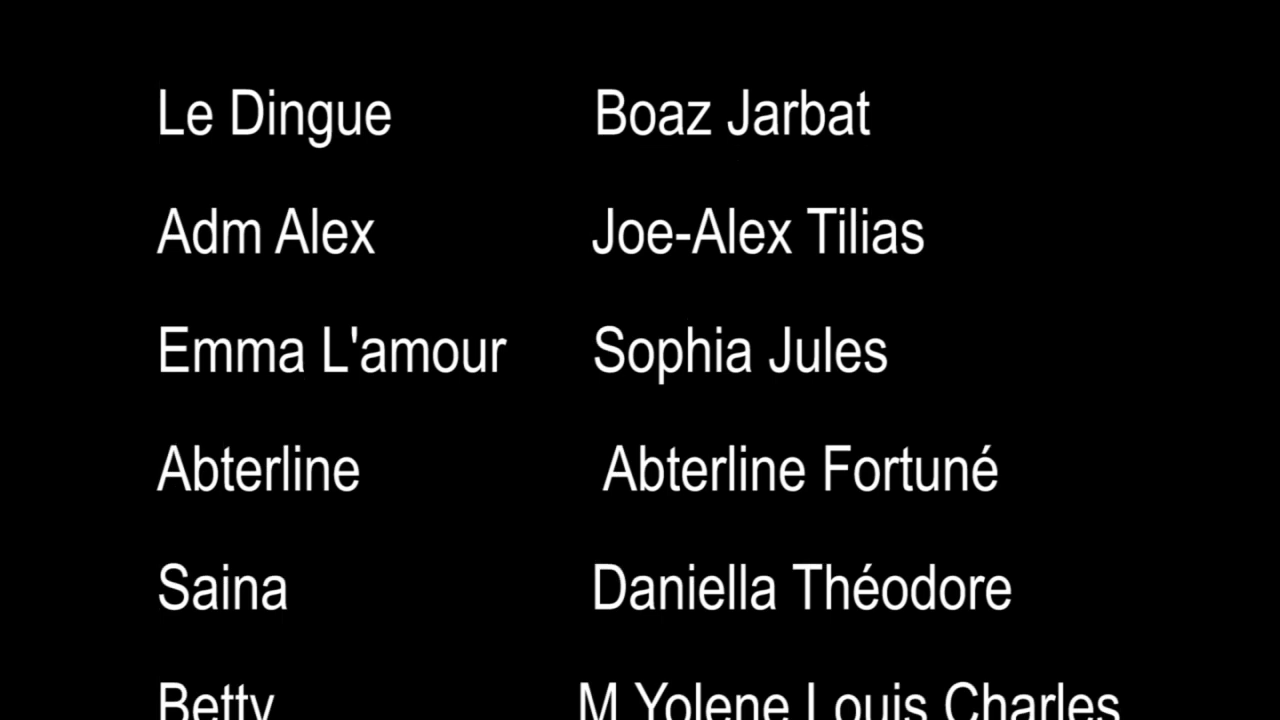 Le Dingue Boaz Jarbat
Adm Alex Joe-Alex Tilias
Emma L'amour Sophia Jules
Abterline Abterline Fortuné
Saina Daniella Théodore
Betty M Yolene Louis Charles